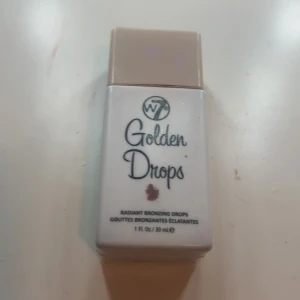 W7
Golden
Drops
RADIANT BRONZING DROPS
GOUTTES BRONZANTES ÉCLATANTES
1 fl. Oz / 30 ml e